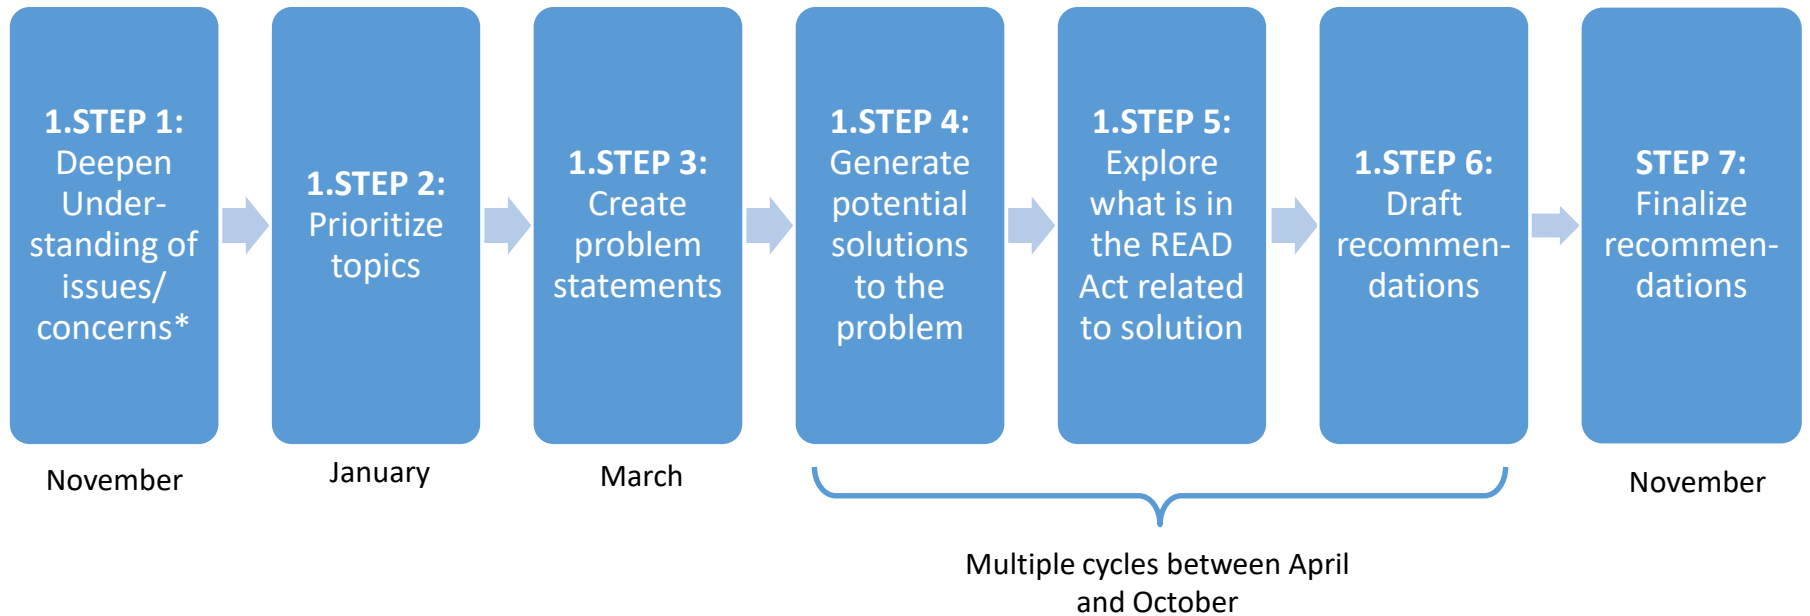 1.STEP 1:
Deepen
Under-
standing of
issues/
concerns*
1.STEP 2:
Prioritize
topics
1.STEP 3:
Create
problem
statements
1.STEP 4:
Generate
potential
solutions
to the
problem
1.STEP 5:
Explore
what is in
the READ
Act related
to solution
1.STEP 6:
Draft
recommen-
dations
STEP 7:
Finalize
recommen-
dations
November
January
March
Multiple cycles between April
and October
November